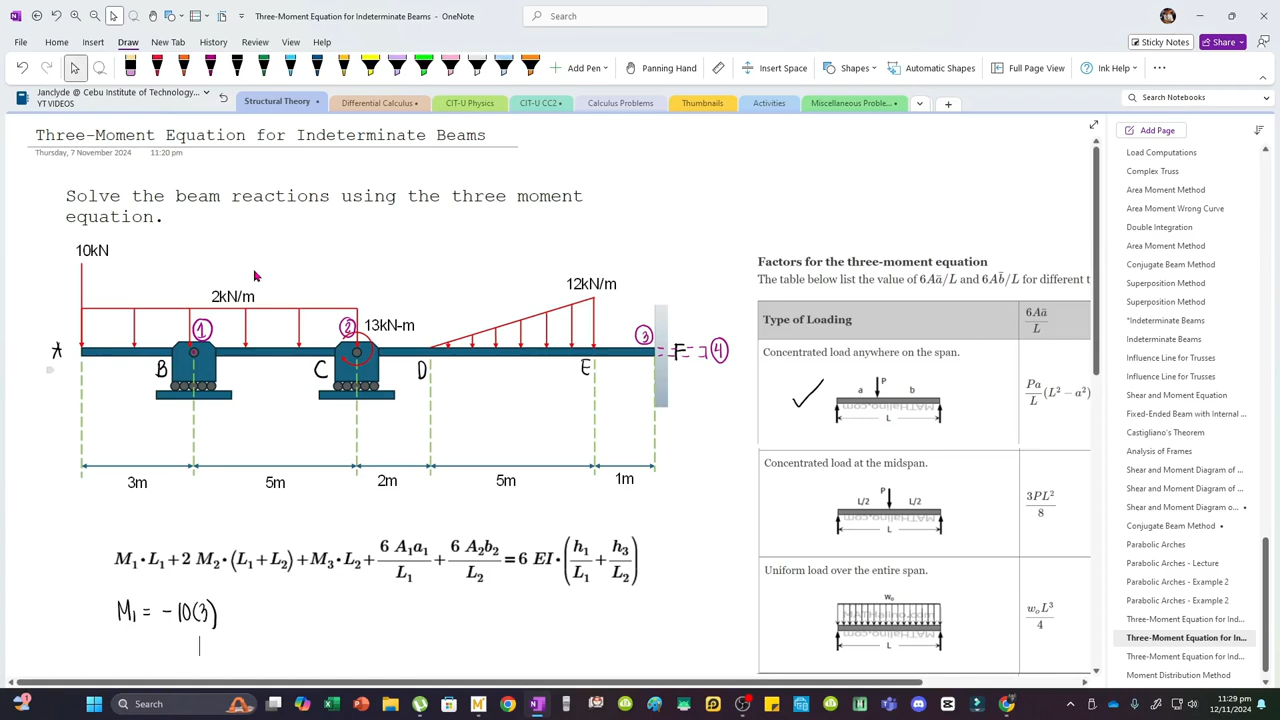 Three-Moment Equation for Indeterminate Beams - OneNote
Search
File Home Insert Draw New Tab History Review View Help
Sticky Notes Share
Add Pen Panning Hand Insert Space Shapes Automatic Shapes Full Page View Ink Help
Janclyde @ Cebu Institute of Technology...
YT VIDEOS
Structural Theory Differential Calculus CIT-U Physics CIT-U CC2 Calculus Problems Thumbnails Activities Miscellaneous Proble...
Search Notebooks
Three-Moment Equation for Indeterminate Beams
Thursday, 7 November 2024 11:20 pm
Solve the beam reactions using the three moment
equation.
10kN
2kN/m
12kN/m
13kN-m
1 2 3 4
A B C D E F
3m 5m 2m 5m 1m
M₁·L₁+2 M₂·(L₁+L₂)+M₃·L₂+ 6 A₁a₁/L₁ + 6 A₂b₂/L₂ = 6 EI·(h₁/L₁ + h₃/L₂)
M₁ = -10(3)
Factors for the three-moment equation
The table below list the value of 6Aā/L and 6Ab̄/L for different t
Type of Loading 6Aā/L
Concentrated load anywhere on the span.
a P b
L
Pa/L (L² − a²)
Concentrated load at the midspan.
L/2 P L/2
L
3PL²/8
Uniform load over the entire span.
wₒ
L
wₒL³/4
Add Page
Load Computations
Complex Truss
Area Moment Method
Area Moment Wrong Curve
Double Integration
Area Moment Method
Conjugate Beam Method
Superposition Method
Superposition Method
*Indeterminate Beams
Indeterminate Beams
Influence Line for Trusses
Influence Line for Trusses
Shear and Moment Equation
Fixed-Ended Beam with Internal ...
Castigliano's Theorem
Analysis of Frames
Shear and Moment Diagram of ...
Shear and Moment Diagram of ...
Shear and Moment Diagram o...
Conjugate Beam Method
Parabolic Arches
Parabolic Arches - Lecture
Parabolic Arches - Example 2
Parabolic Arches - Example 2
Three-Moment Equation for Ind...
Three-Moment Equation for In...
Three-Moment Equation for Ind...
Moment Distribution Method
Search
11:29 pm
12/11/2024